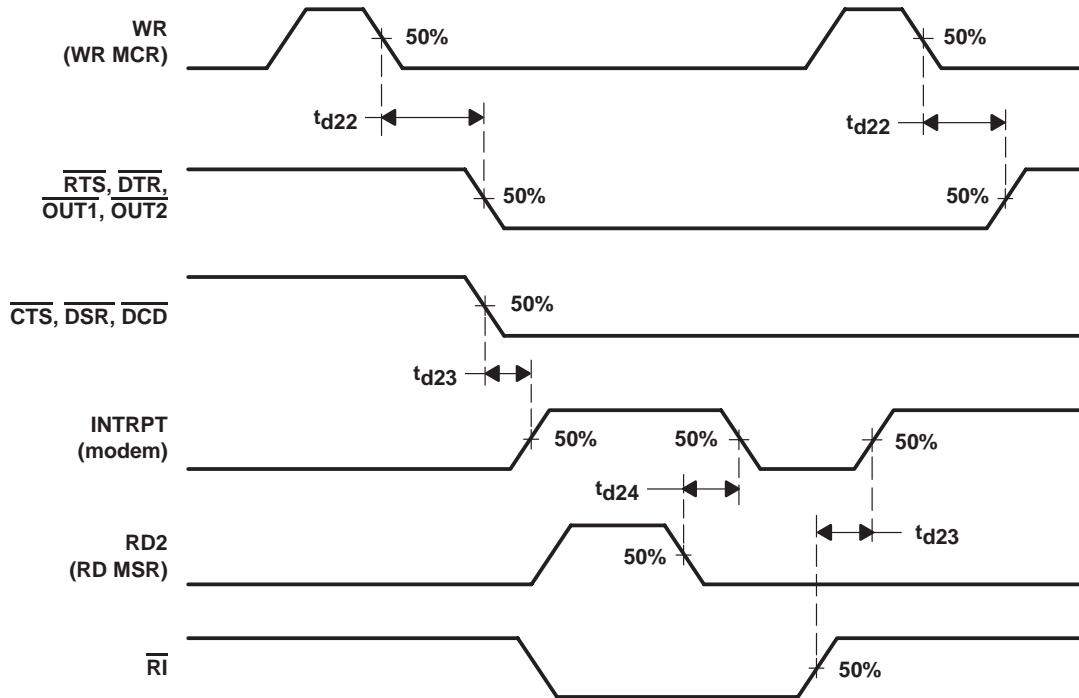 WR
(WR MCR)
50%
50%
td22
td22
RTS, DTR,
OUT1, OUT2
50%
50%
CTS, DSR, DCD
50%
td23
INTRPT
(modem)
50%
50%
50%
td24
td23
RD2
(RD MSR)
50%
RI
50%